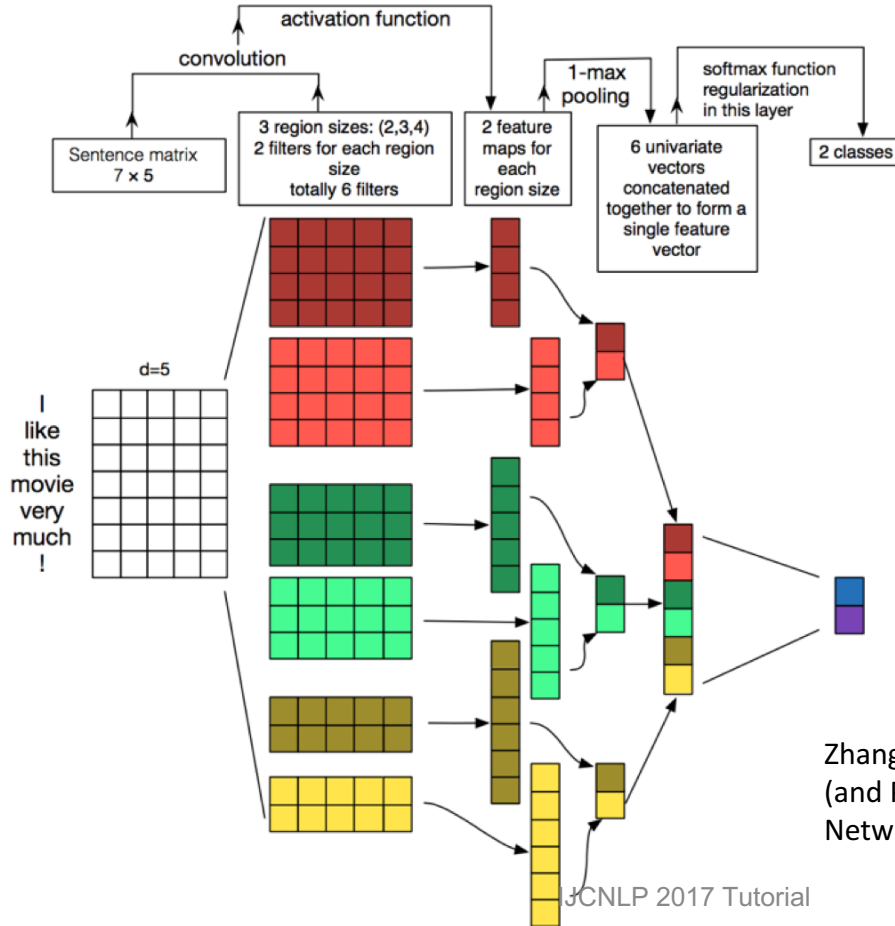 activation function
convolution
1-max
pooling
softmax function
regularization
in this layer
Sentence matrix
7 × 5
3 region sizes: (2,3,4)
2 filters for each region
size
totally 6 filters
2 feature
maps for
each
region size
6 univariate
vectors
concatenated
together to form a
single feature
vector
2 classes
d=5
I
like
this
movie
very
much
!
Zhang
(and
Netw
IJCNLP 2017 Tutorial